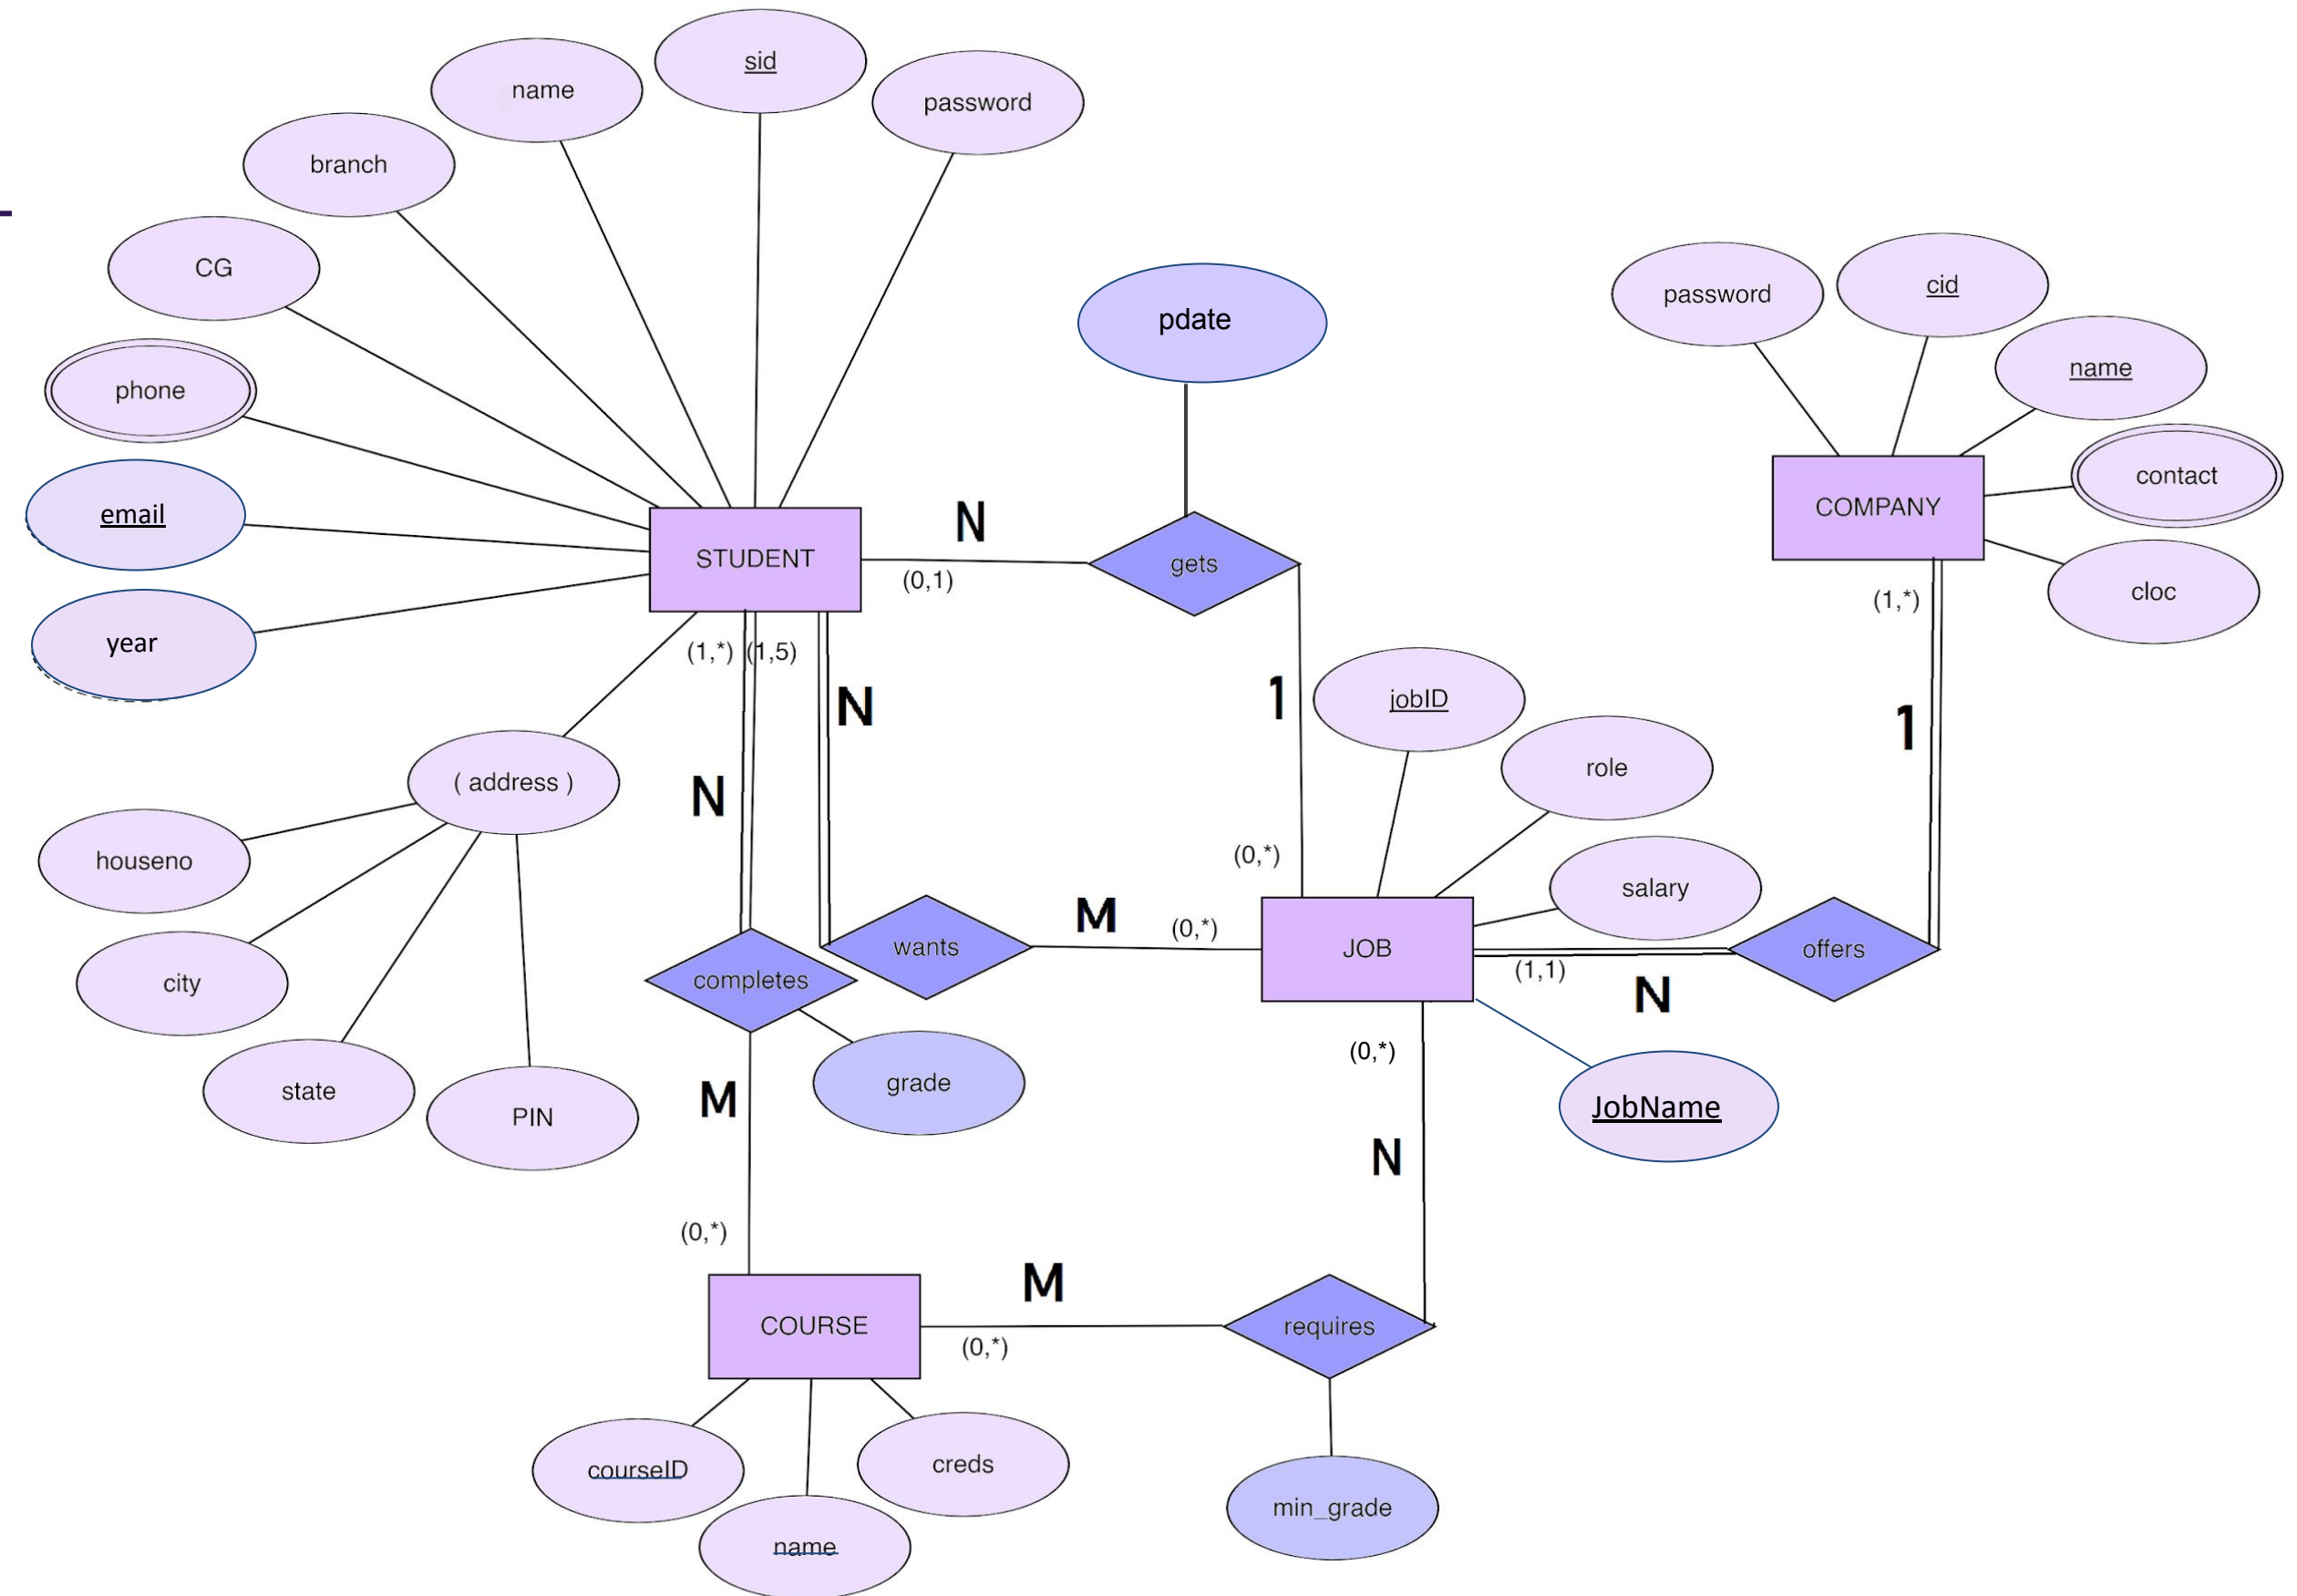 sid
name
password
branch
CG
phone
email
year
STUDENT
N
(0,1)
gets
pdate
password
cid
name
contact
COMPANY
cloc
(1,*)
1
(1,*)
(1,5)
N
N
1
jobID
role
salary
(0,*)
( address )
houseno
city
state
PIN
completes
wants
M
(0,*)
JOB
(1,1)
N
offers
grade
M
(0,*)
N
JobName
(0,*)
COURSE
M
(0,*)
requires
courseID
name
creds
min_grade